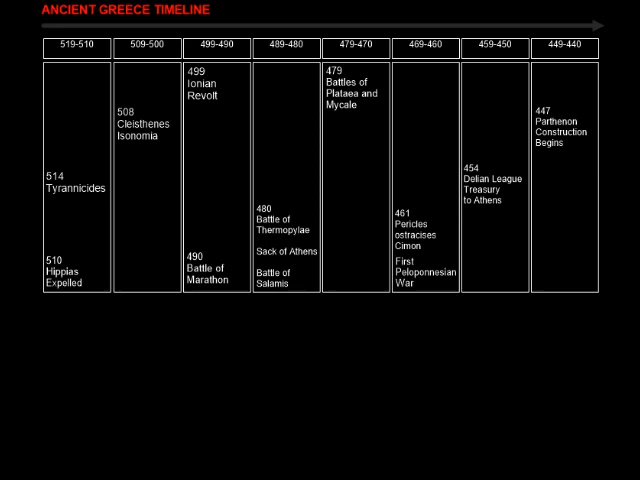 ANCIENT GREECE TIMELINE
519-510
509-500
499-490
489-480
479-470
469-460
459-450
449-440
514
Tyrannicides
510
Hippias
Expelled
508
Cleisthenes
Isonomia
499
Ionian
Revolt
490
Battle of
Marathon
480
Battle of
Thermopylae
Sack of Athens
Battle of
Salamis
479
Battles of
Plataea and
Mycale
461
Pericles
ostracises
Cimon
First
Peloponnesian
War
454
Delian League
Treasury
to Athens
447
Parthenon
Construction
Begins